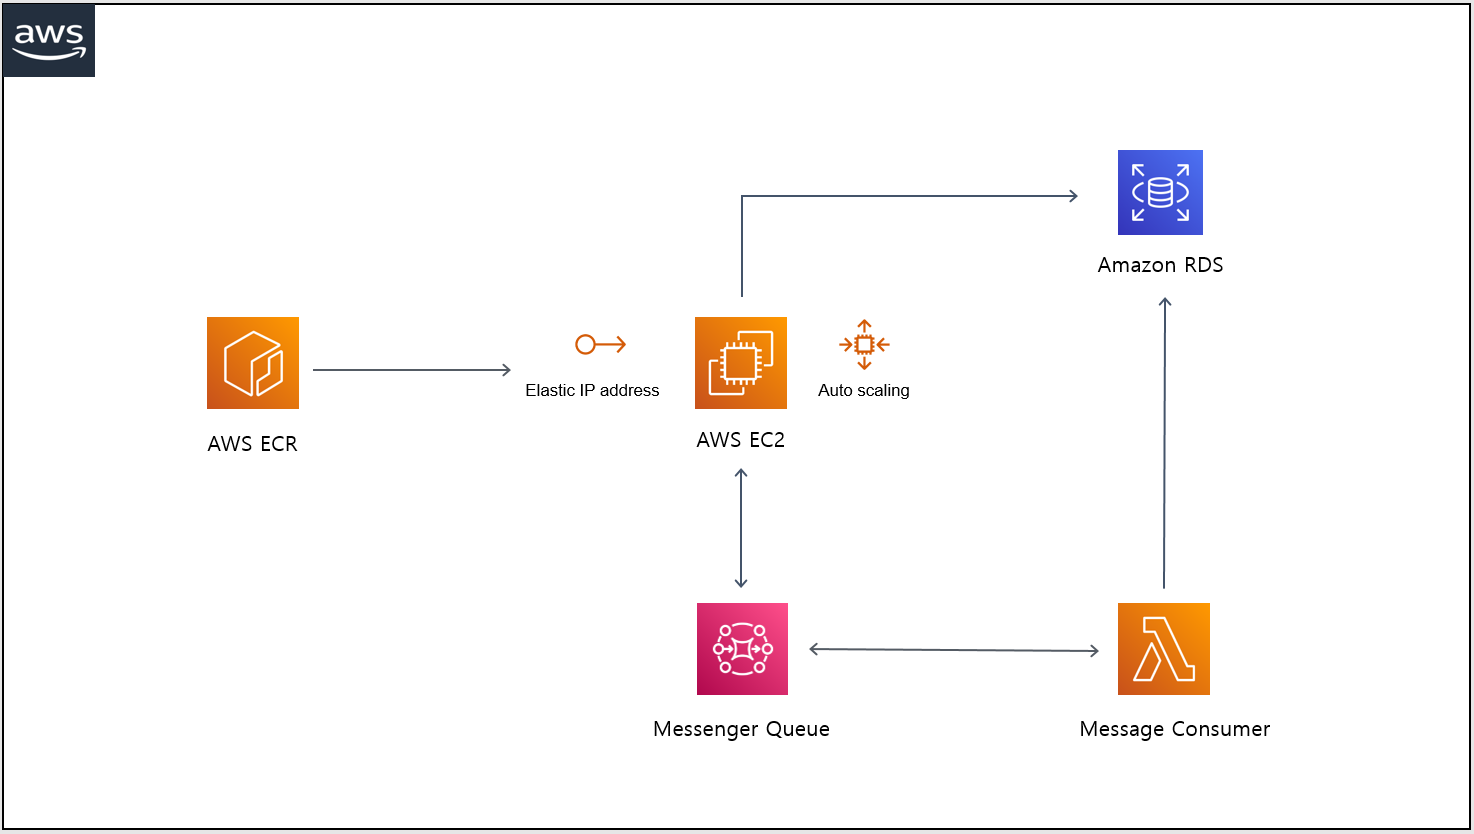 aws
Amazon RDS
Elastic IP address
Auto scaling
AWS ECR
AWS EC2
Messenger Queue
Message Consumer